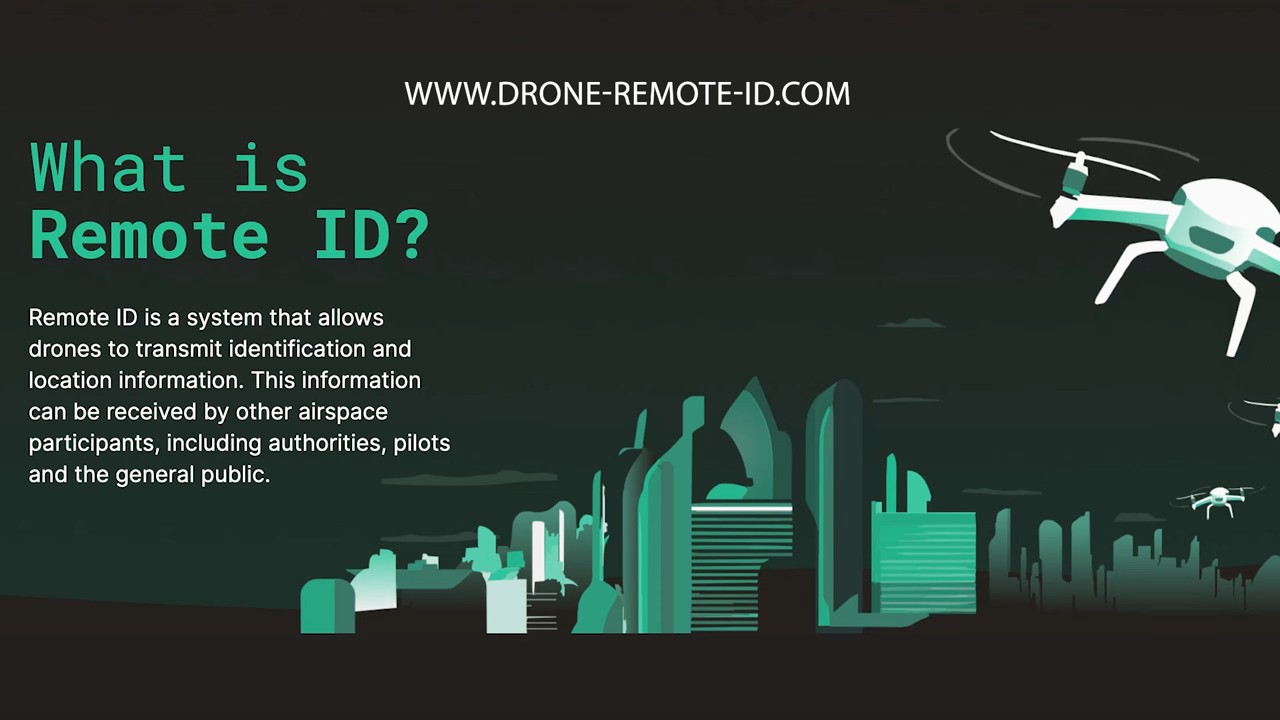 WWW.DRONE-REMOTE-ID.COM
What is
Remote ID?
Remote ID is a system that allows
drones to transmit identification and
location information. This information
can be received by other airspace
participants, including authorities, pilots
and the general public.